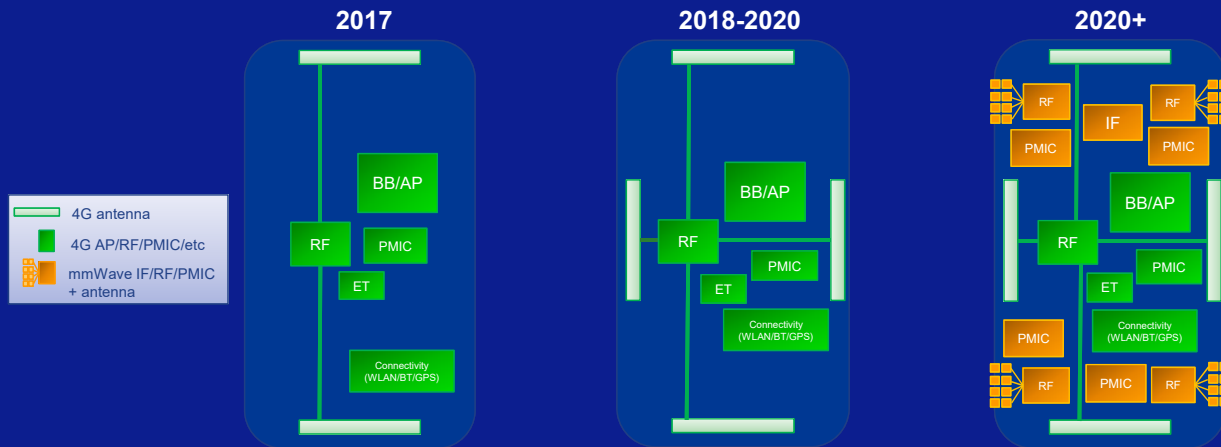 2017
2018-2020
2020+
4G antenna
4G AP/RF/PMIC/etc
mmWave IF/RF/PMIC
+ antenna
BB/AP
RF
PMIC
ET
Connectivity
(WLAN/BT/GPS)
BB/AP
RF
PMIC
ET
Connectivity
(WLAN/BT/GPS)
RF
RF
IF
PMIC
PMIC
BB/AP
RF
PMIC
ET
Connectivity
(WLAN/BT/GPS)
PMIC
RF
PMIC
RF